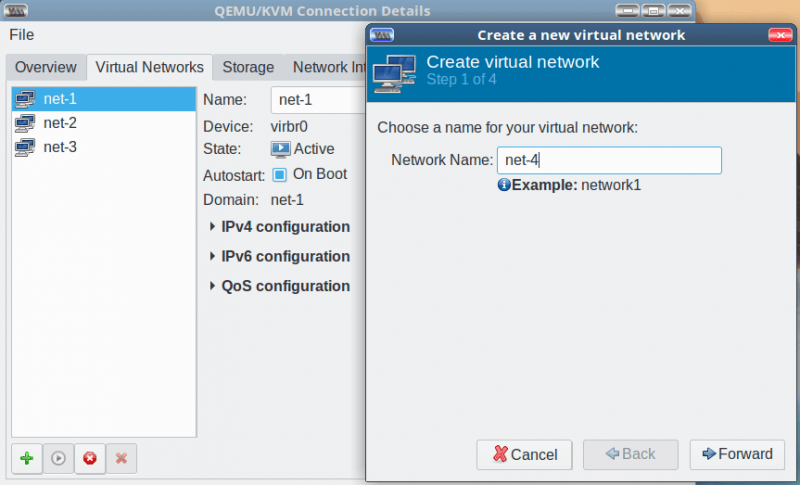 QEMU/KVM Connection Details
File
Overview Virtual Networks Storage Network Int
net-1
net-2
net-3
Name: net-1
Device: virbr0
State: Active
Autostart: On Boot
Domain: net-1
IPv4 configuration
IPv6 configuration
QoS configuration
Create a new virtual network
Create virtual network
Step 1 of 4
Choose a name for your virtual network:
Network Name: net-4
Example: network1
Cancel Back Forward